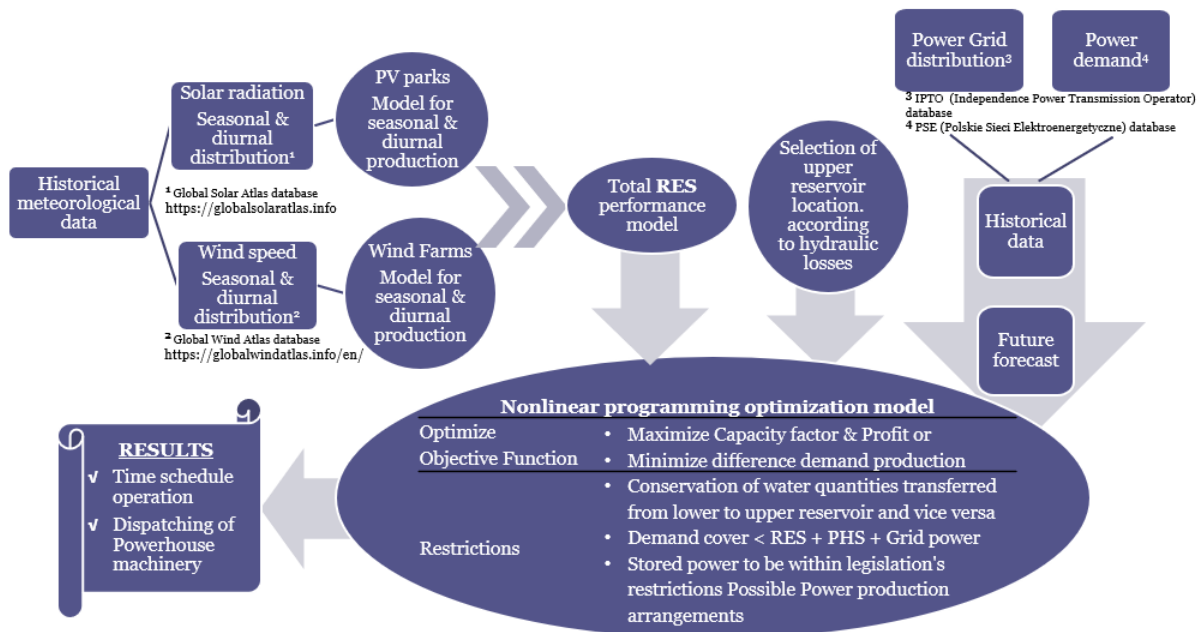 Historical
meteorological
data
Solar radiation
Seasonal &
diurnal
distribution¹
¹ Global Solar Atlas database
https://globalsolaratlas.info
Wind speed
Seasonal &
diurnal
distribution²
² Global Wind Atlas database
https://globalwindatlas.info/en/
PV parks
Model for
seasonal &
diurnal
production
Wind Farms
Model for
seasonal &
diurnal
production
Total RES
performance
model
Selection of
upper
reservoir
location.
according
to hydraulic
losses
Power Grid
distribution³
Power
demand⁴
³ IPTO (Independence Power Transmission Operator)
database
⁴ PSE (Polskie Sieci Elektroenergetyczne) database
Historical
data
Future
forecast
Nonlinear programming optimization model
Optimize
Objective Function
• Maximize Capacity factor & Profit or
• Minimize difference demand production
Restrictions
• Conservation of water quantities transferred
from lower to upper reservoir and vice versa
• Demand cover < RES + PHS + Grid power
• Stored power to be within legislation's
restrictions Possible Power production
arrangements
RESULTS
√ Time schedule
operation
√ Dispatching of
Powerhouse
machinery